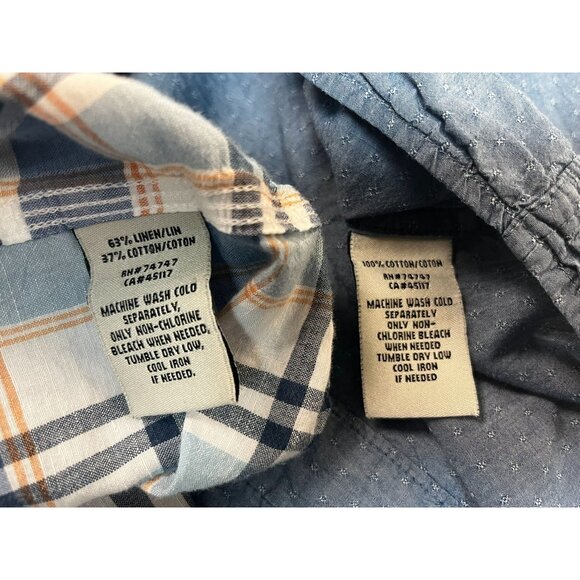 63% LINEN/LIN
37% COTTON/COTON
RN#74747
CA#45117
MACHINE WASH COLD
SEPARATELY,
ONLY NON-CHLORINE
BLEACH WHEN NEEDED,
TUMBLE DRY LOW,
COOL IRON
IF NEEDED.
100% COTTON/COTON
RN#74747
CA#45117
MACHINE WASH COLD
SEPARATELY
ONLY NON-
CHLORINE BLEACH
WHEN NEEDED
TUMBLE DRY LOW
COOL IRON
IF NEEDED